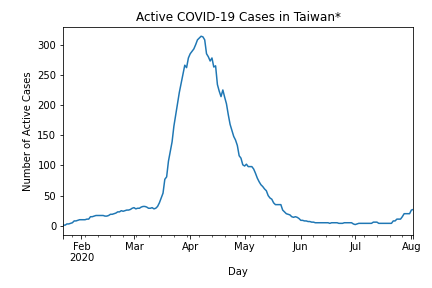 Active COVID-19 Cases in Taiwan*
Number of Active Cases
300
250
200
150
100
50
0
Feb
2020
Mar
Apr
May
Jun
Jul
Aug
Day